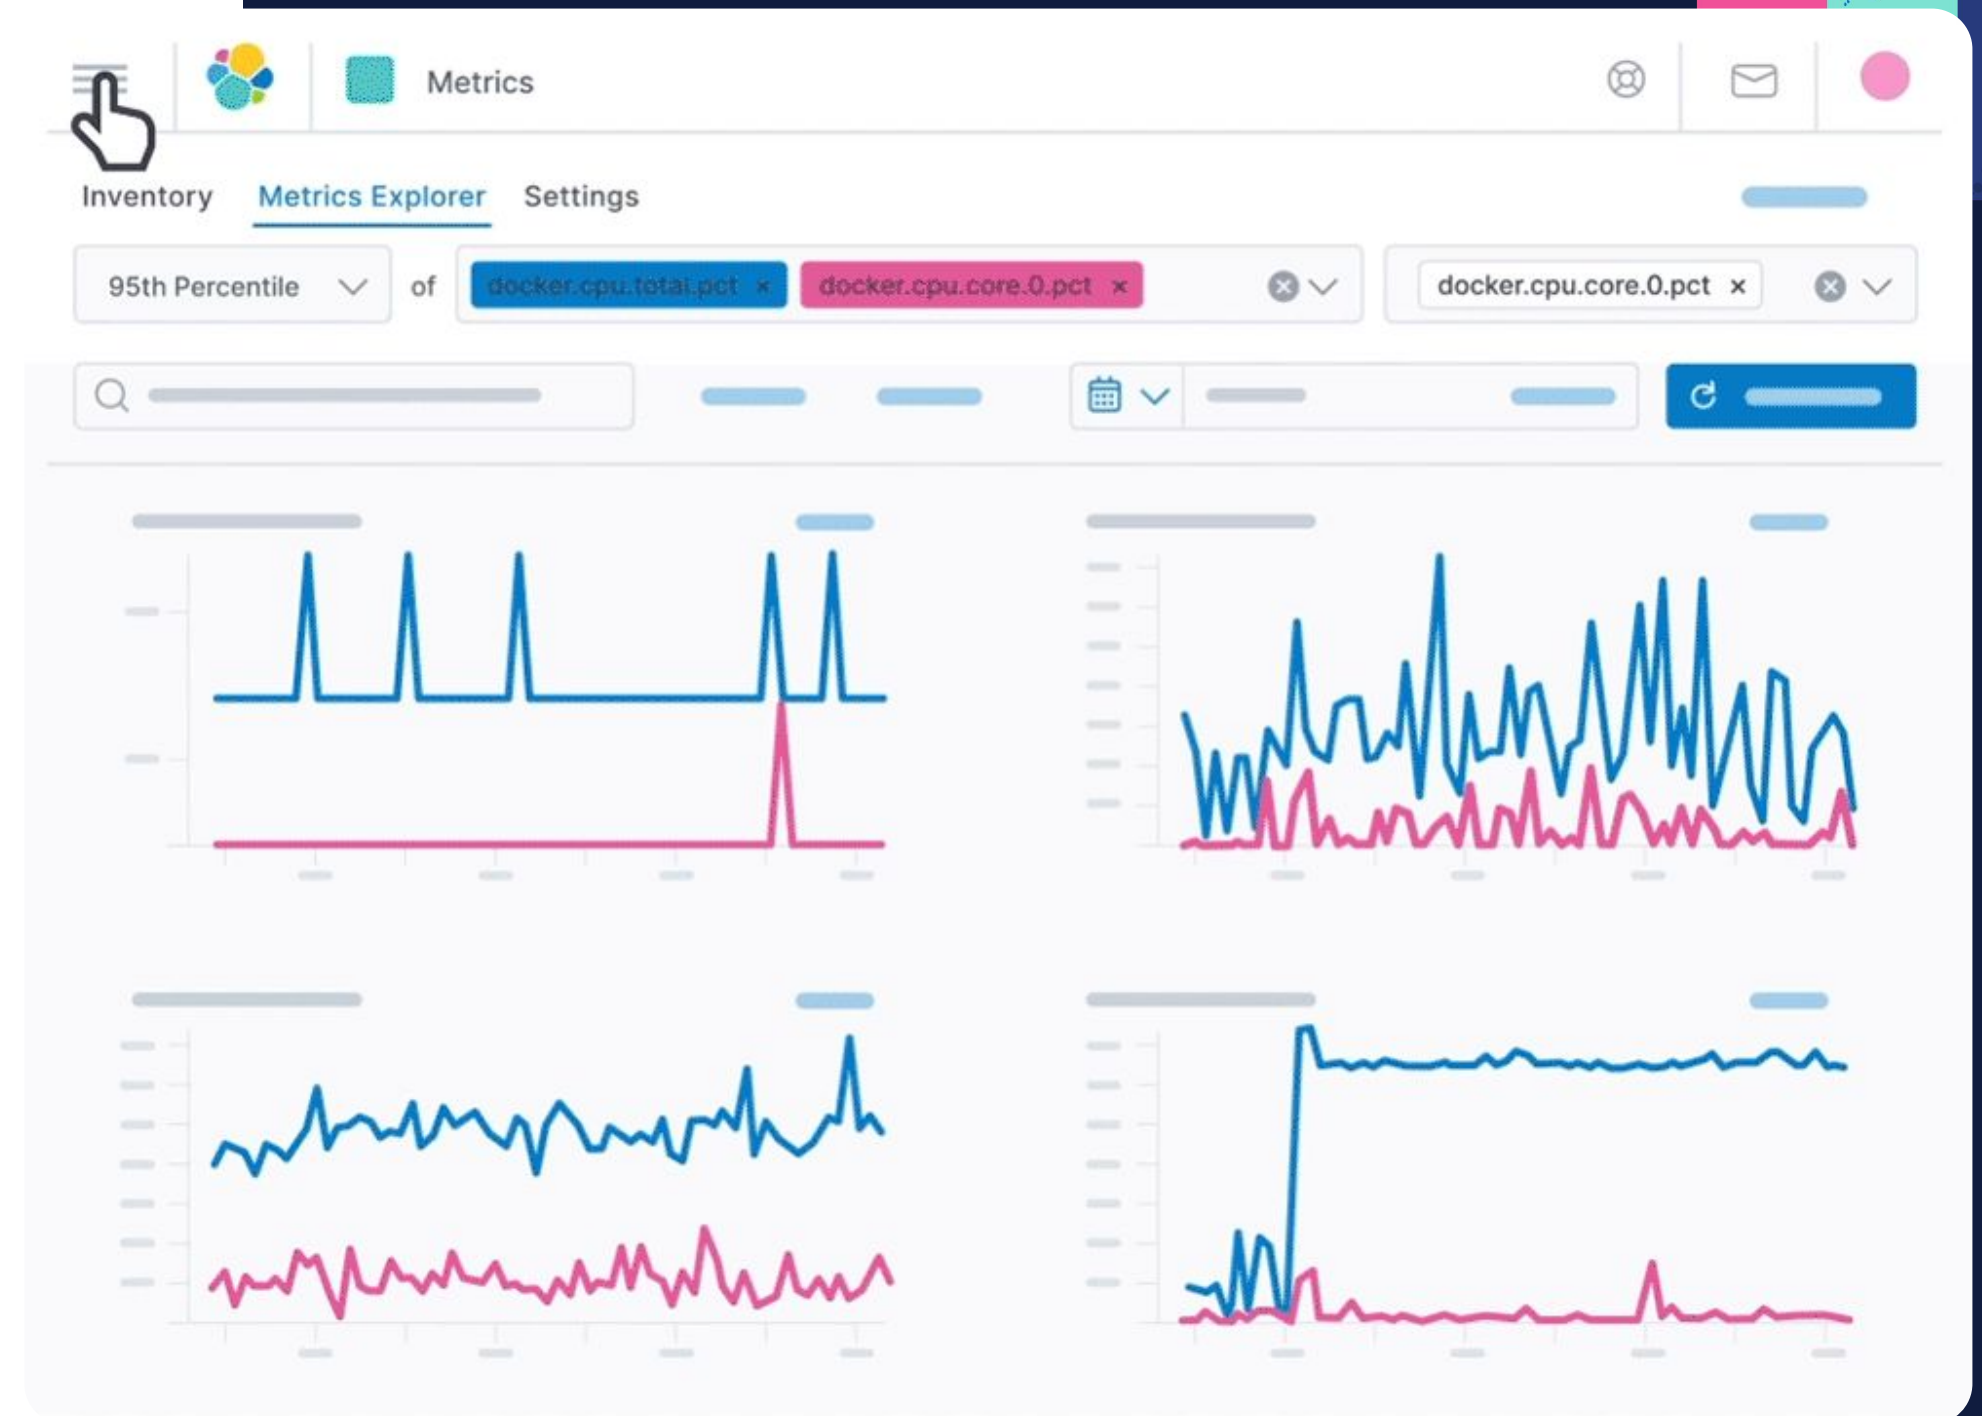 Metrics
Inventory Metrics Explorer Settings
95th Percentile of docker.cpu.total.pct × docker.cpu.core.0.pct × docker.cpu.core.0.pct ×